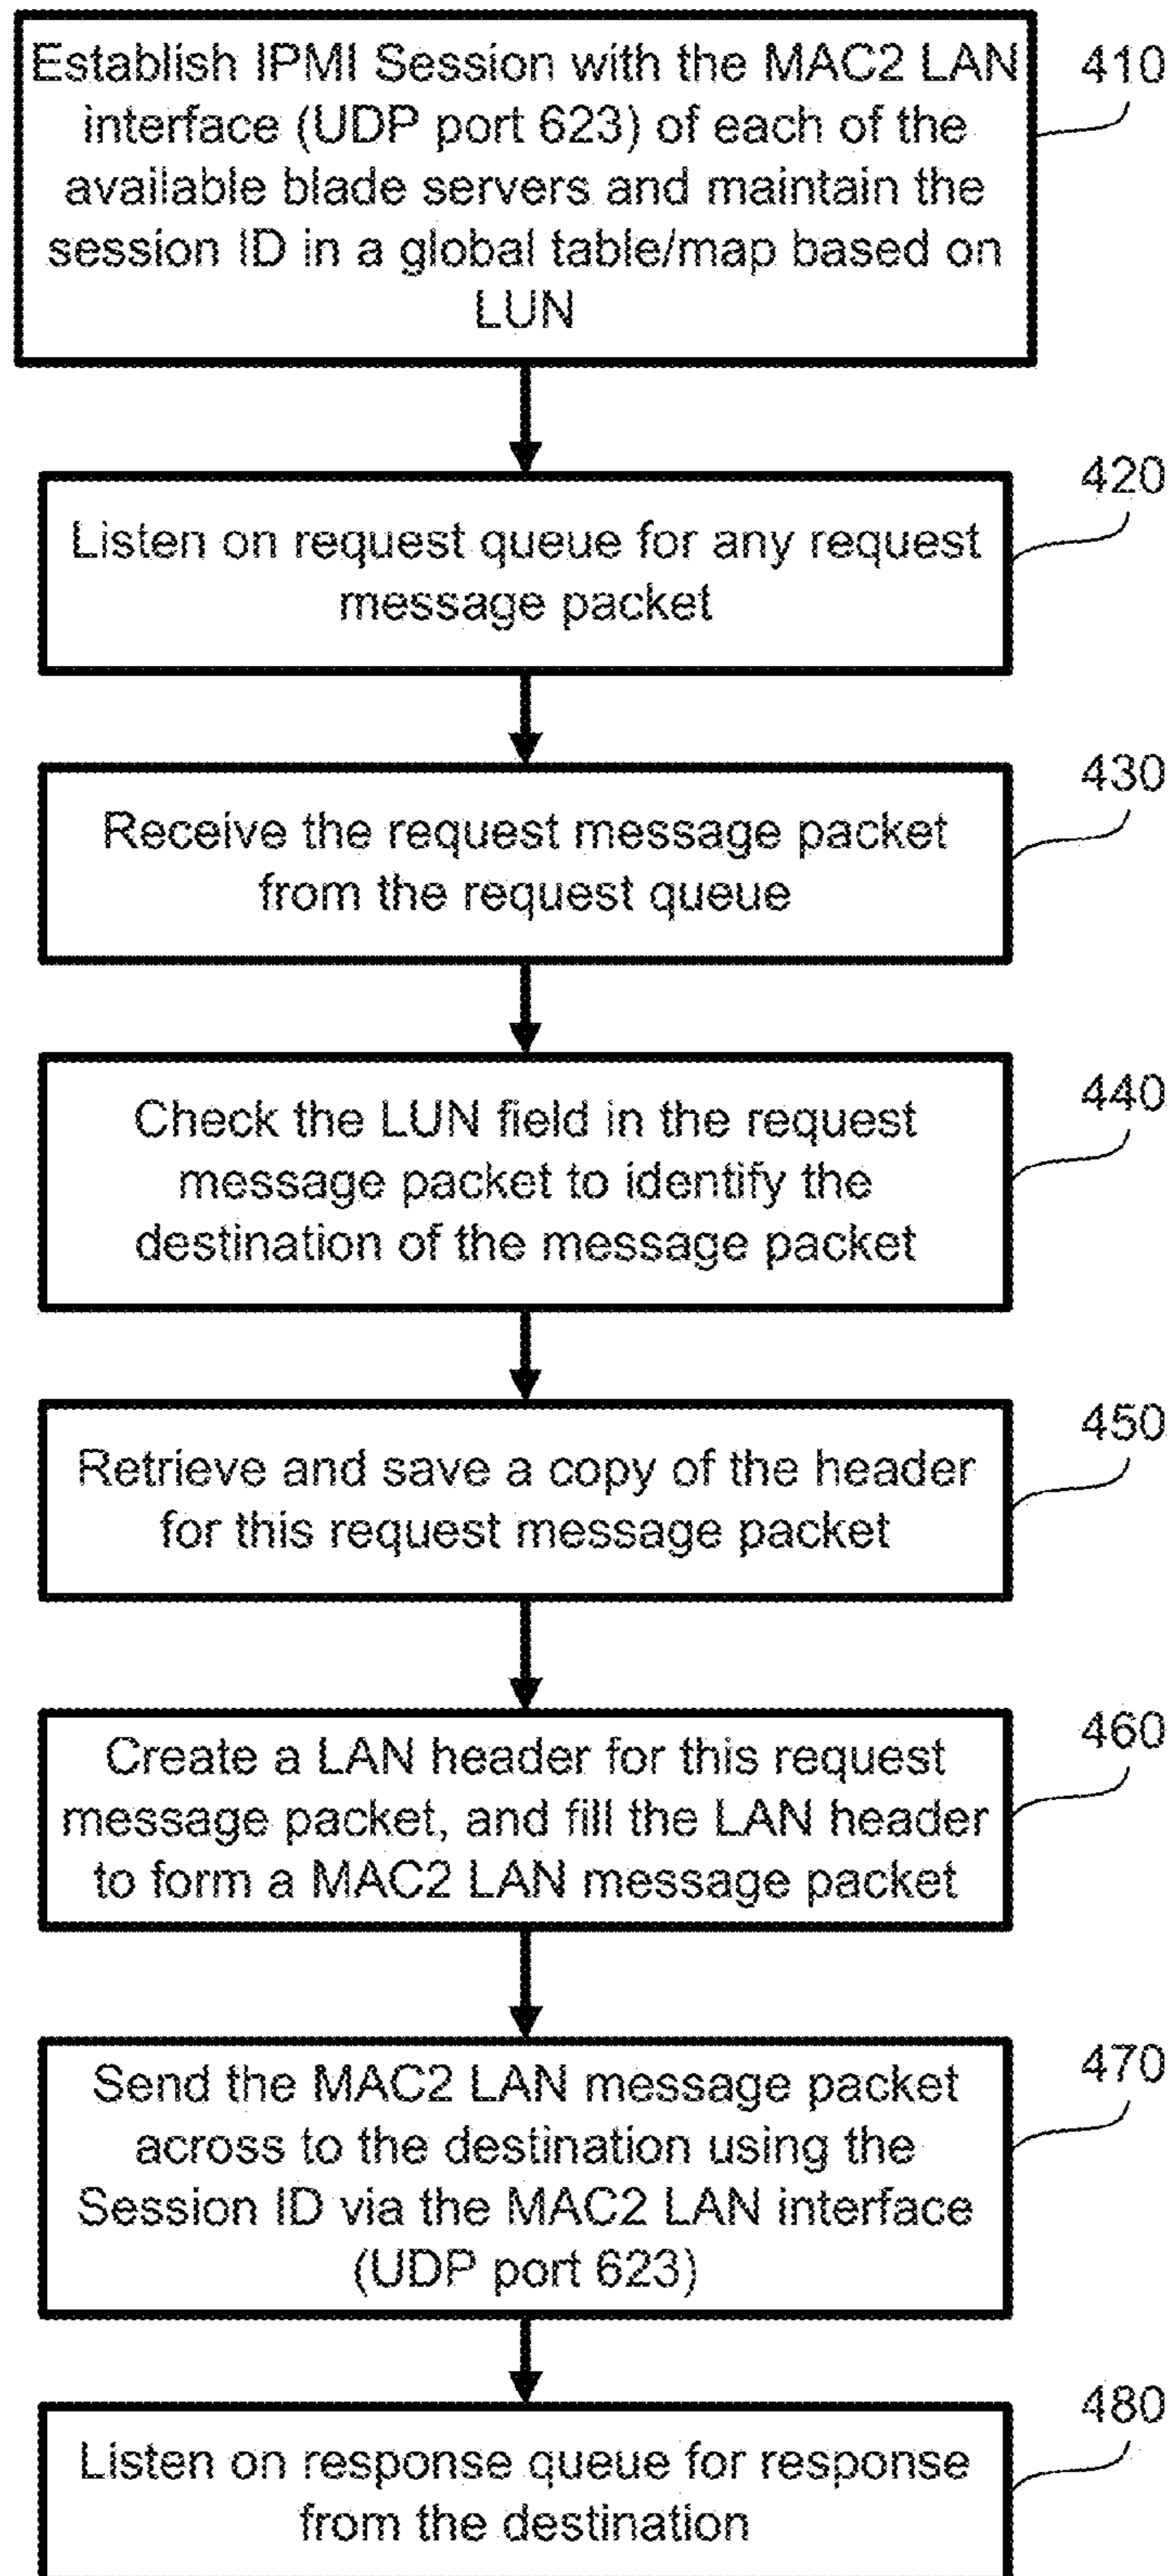 Establish IPMI Session with the MAC2 LAN
interface (UDP port 623) of each of the
available blade servers and maintain the
session ID in a global table/map based on
LUN
410
Listen on request queue for any request
message packet
420
Receive the request message packet
from the request queue
430
Check the LUN field in the request
message packet to identify the
destination of the message packet
440
Retrieve and save a copy of the header
for this request message packet
450
Create a LAN header for this request
message packet, and fill the LAN header
to form a MAC2 LAN message packet
460
Send the MAC2 LAN message packet
across to the destination using the
Session ID via the MAC2 LAN interface
(UDP port 623)
470
Listen on response queue for response
from the destination
480